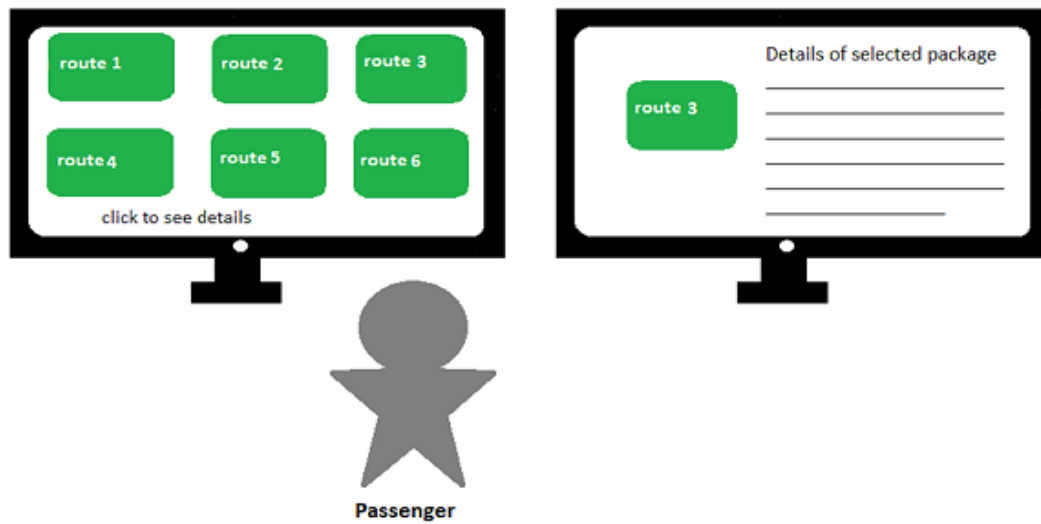 route 1
route 2
route 3
route 4
route 5
route 6
click to see details
Details of selected package
route 3
Passenger